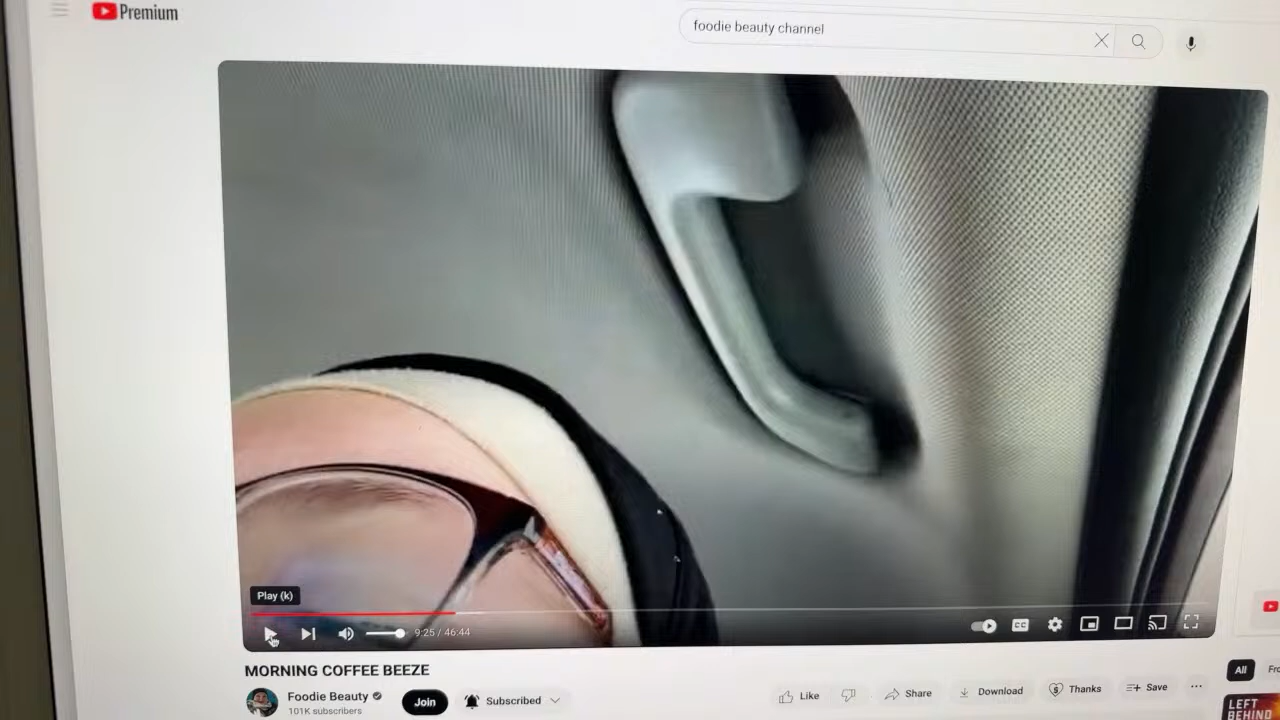 Premium
foodie beauty channel
Play (k)
9:25 / 46:44
CC
MORNING COFFEE BEEZE
Foodie Beauty
101K subscribers
Join
Subscribed
Like
Share
Download
Thanks
Save
All
LEFT
BEHIND